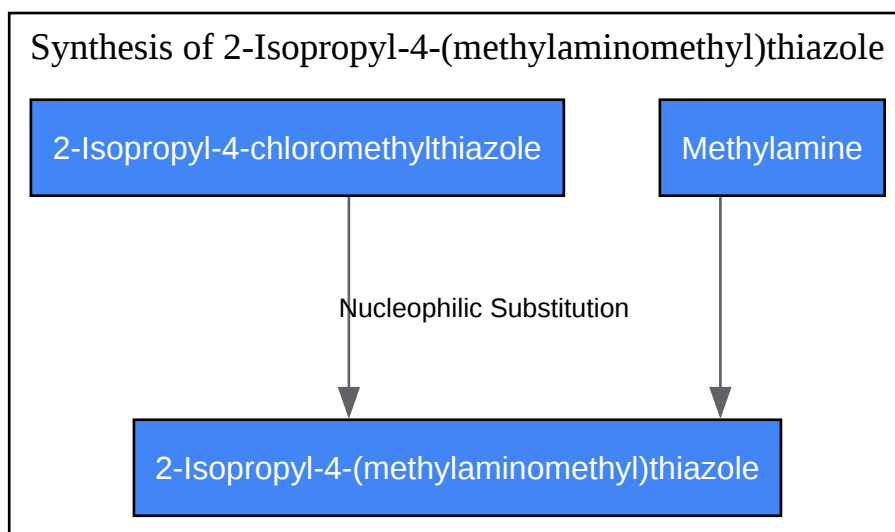 Synthesis of 2-Isopropyl-4-(methylaminomethyl)thiazole
2-Isopropyl-4-chloromethylthiazole
Methylamine
Nucleophilic Substitution
2-Isopropyl-4-(methylaminomethyl)thiazole